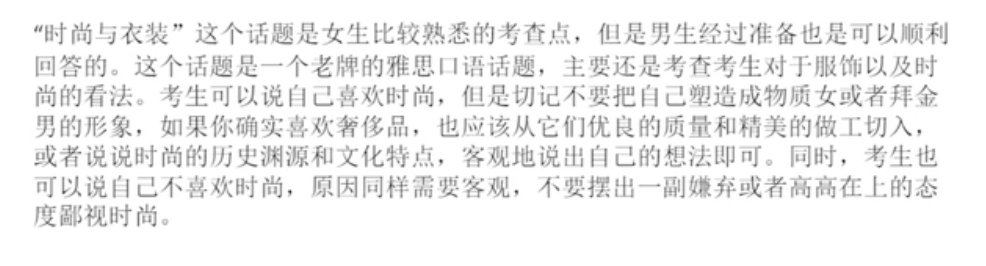 “时尚与衣装”这个话题是女生比较熟悉的考查点，但是男生经过准备也是可以顺利
回答的。这个话题是一个老牌的雅思口语话题，主要还是考查考生对于服饰以及时
尚的看法。考生可以说自己喜欢时尚，但是切记不要把自己塑造成物质女或者拜金
男的形象，如果你确实喜欢奢侈品，也应该从它们优良的质量和精美的做工切入，
或者说说时尚的历史渊源和文化特点，客观地说出自己的想法即可。同时，考生也
可以说自己不喜欢时尚，原因同样需要客观，不要摆出一副嫌弃或者高高在上的态
度鄙视时尚。